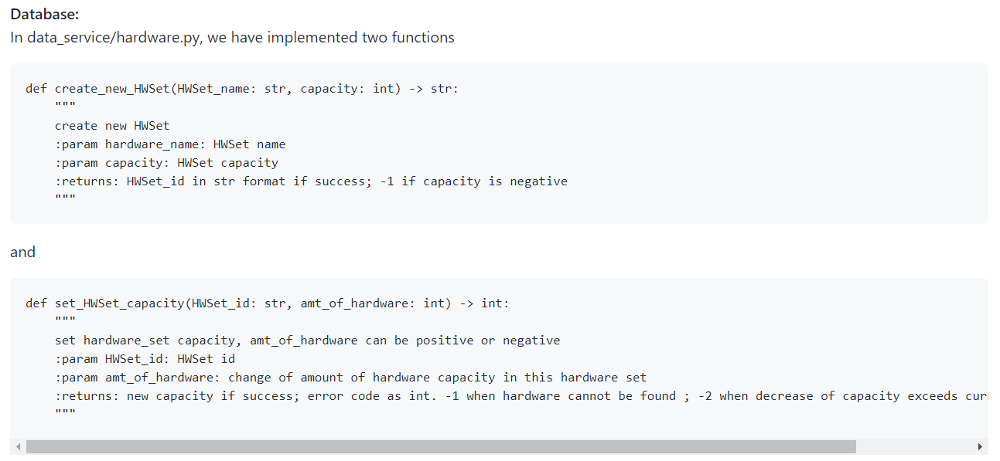 Database:
In data_service/hardware.py, we have implemented two functions
def create_new_HWSet(HWSet_name: str, capacity: int) -> str:
"""
create new HWSet
:param hardware_name: HWSet name
:param capacity: HWSet capacity
:returns: HWSet_id in str format if success; -1 if capacity is negative
"""
and
def set_HWSet_capacity(HWSet_id: str, amt_of_hardware: int) -> int:
"""
set hardware_set capacity, amt_of_hardware can be positive or negative
:param HWSet_id: HWSet id
:param amt_of_hardware: change of amount of hardware capacity in this hardware set
:returns: new capacity if success; error code as int. -1 when hardware cannot be found ; -2 when decrease of capacity exceeds
"""